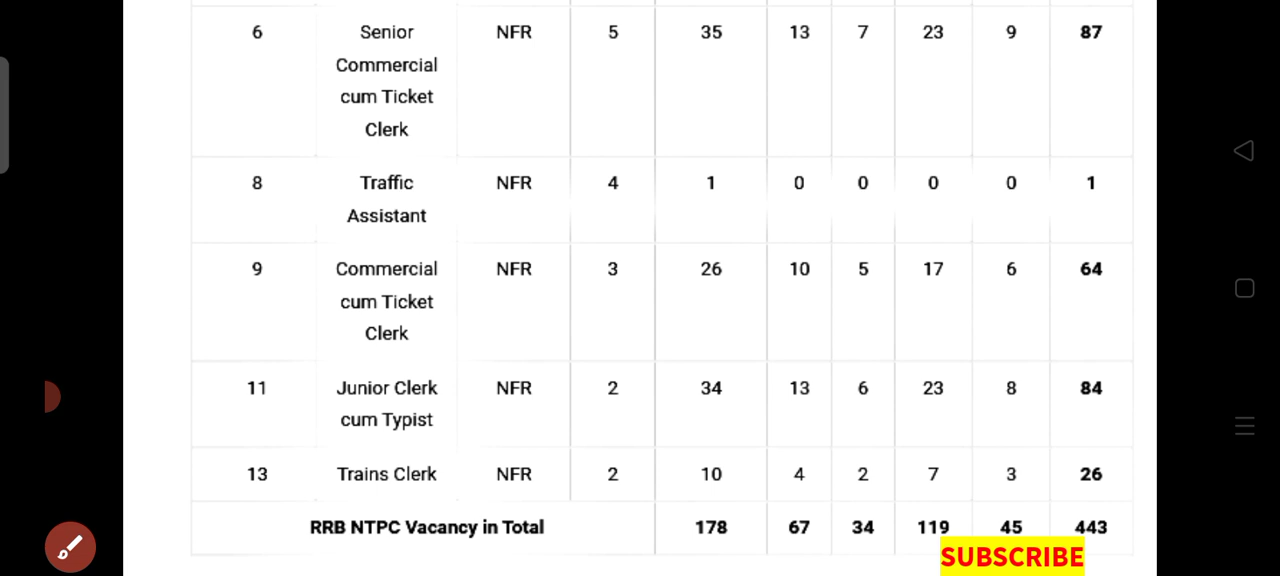 6 Senior NFR 5 35 13 7 23 9 87
Commercial
cum Ticket
Clerk
8 Traffic NFR 4 1 0 0 0 0 1
Assistant
9 Commercial NFR 3 26 10 5 17 6 64
cum Ticket
Clerk
11 Junior Clerk NFR 2 34 13 6 23 8 84
cum Typist
13 Trains Clerk NFR 2 10 4 2 7 3 26
RRB NTPC Vacancy in Total 178 67 34 119 45 443
SUBSCRIBE